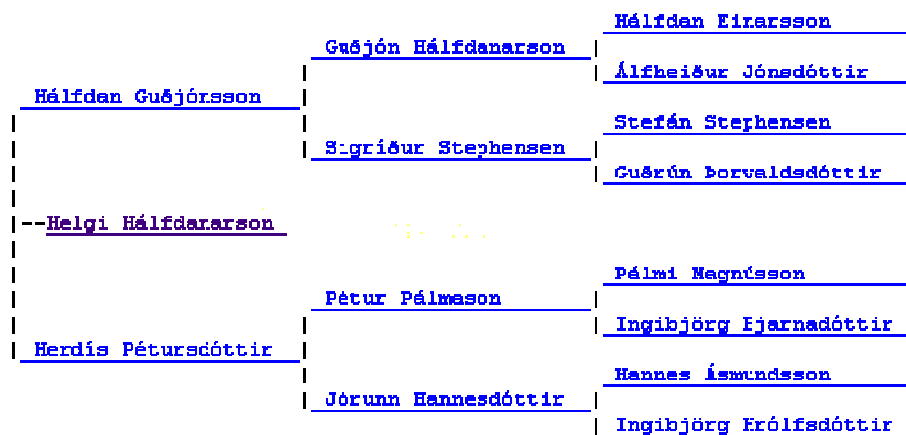 Hálfdan Einarsson
Guðjón Hálfdanarson
Álfheiður Jónsdóttir
Hálfdan Guðjónsson
Stefán Stephensen
Sigríður Stephensen
Guðrún Þorvaldsdóttir
--Helgi Hálfdanarson
Pálmi Magnússon
Pétur Pálmason
Ingibjörg Bjarnadóttir
Herdís Pétursdóttir
Hannes Ásmundsson
Jórunn Hannesdóttir
Ingibjörg Hrólfsdóttir